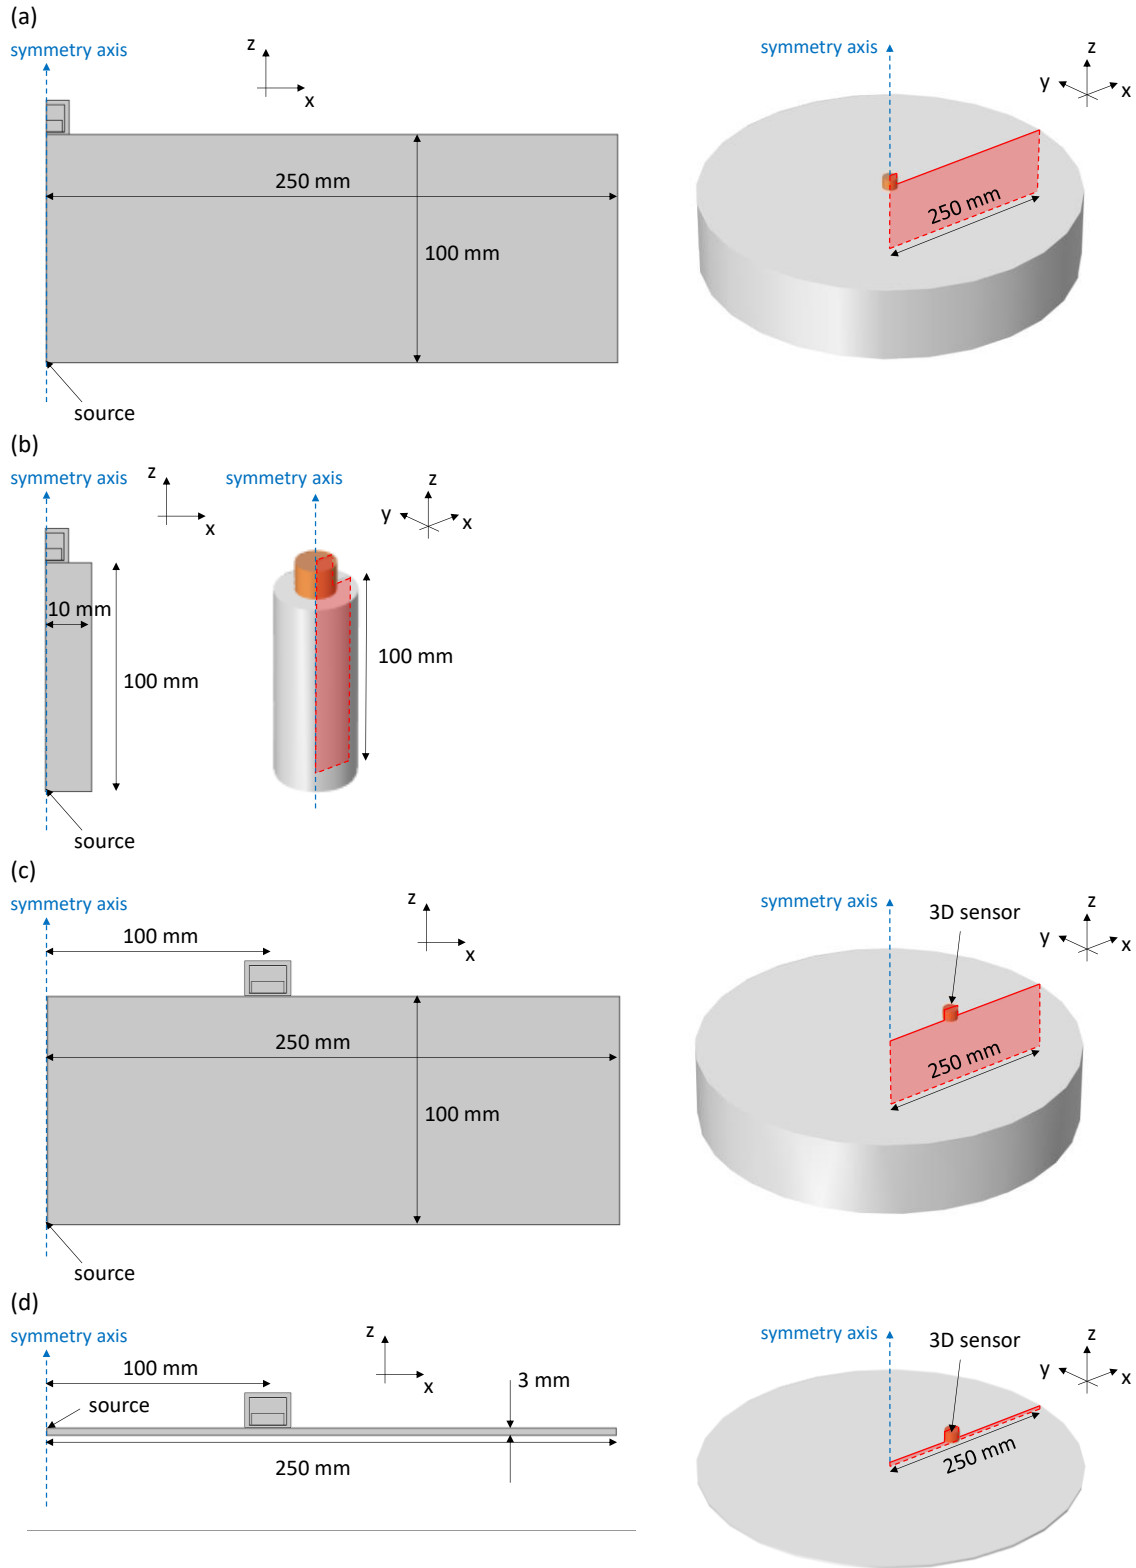 (a)
symmetry axis
z
x
250 mm
100 mm
source
symmetry axis
z
y
x
250 mm
(b)
symmetry axis
z
x
10 mm
100 mm
source
symmetry axis
z
y
x
100 mm
(c)
symmetry axis
z
x
100 mm
250 mm
100 mm
source
symmetry axis
3D sensor
z
y
x
250 mm
(d)
symmetry axis
z
x
100 mm
source
3 mm
250 mm
symmetry axis
3D sensor
z
y
x
250 mm